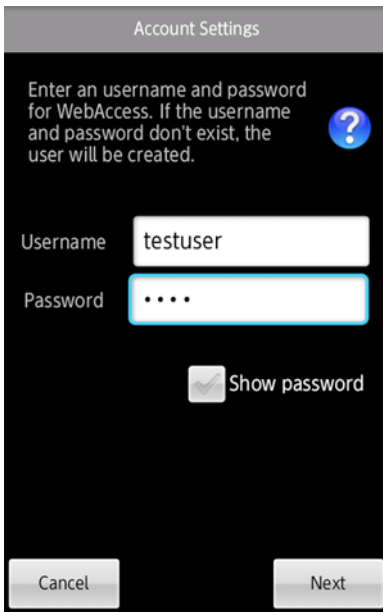 Account Settings
Enter an username and password
for WebAccess. If the username
and password don't exist, the
user will be created.
?
Username testuser
Password ••••
Show password
Cancel Next